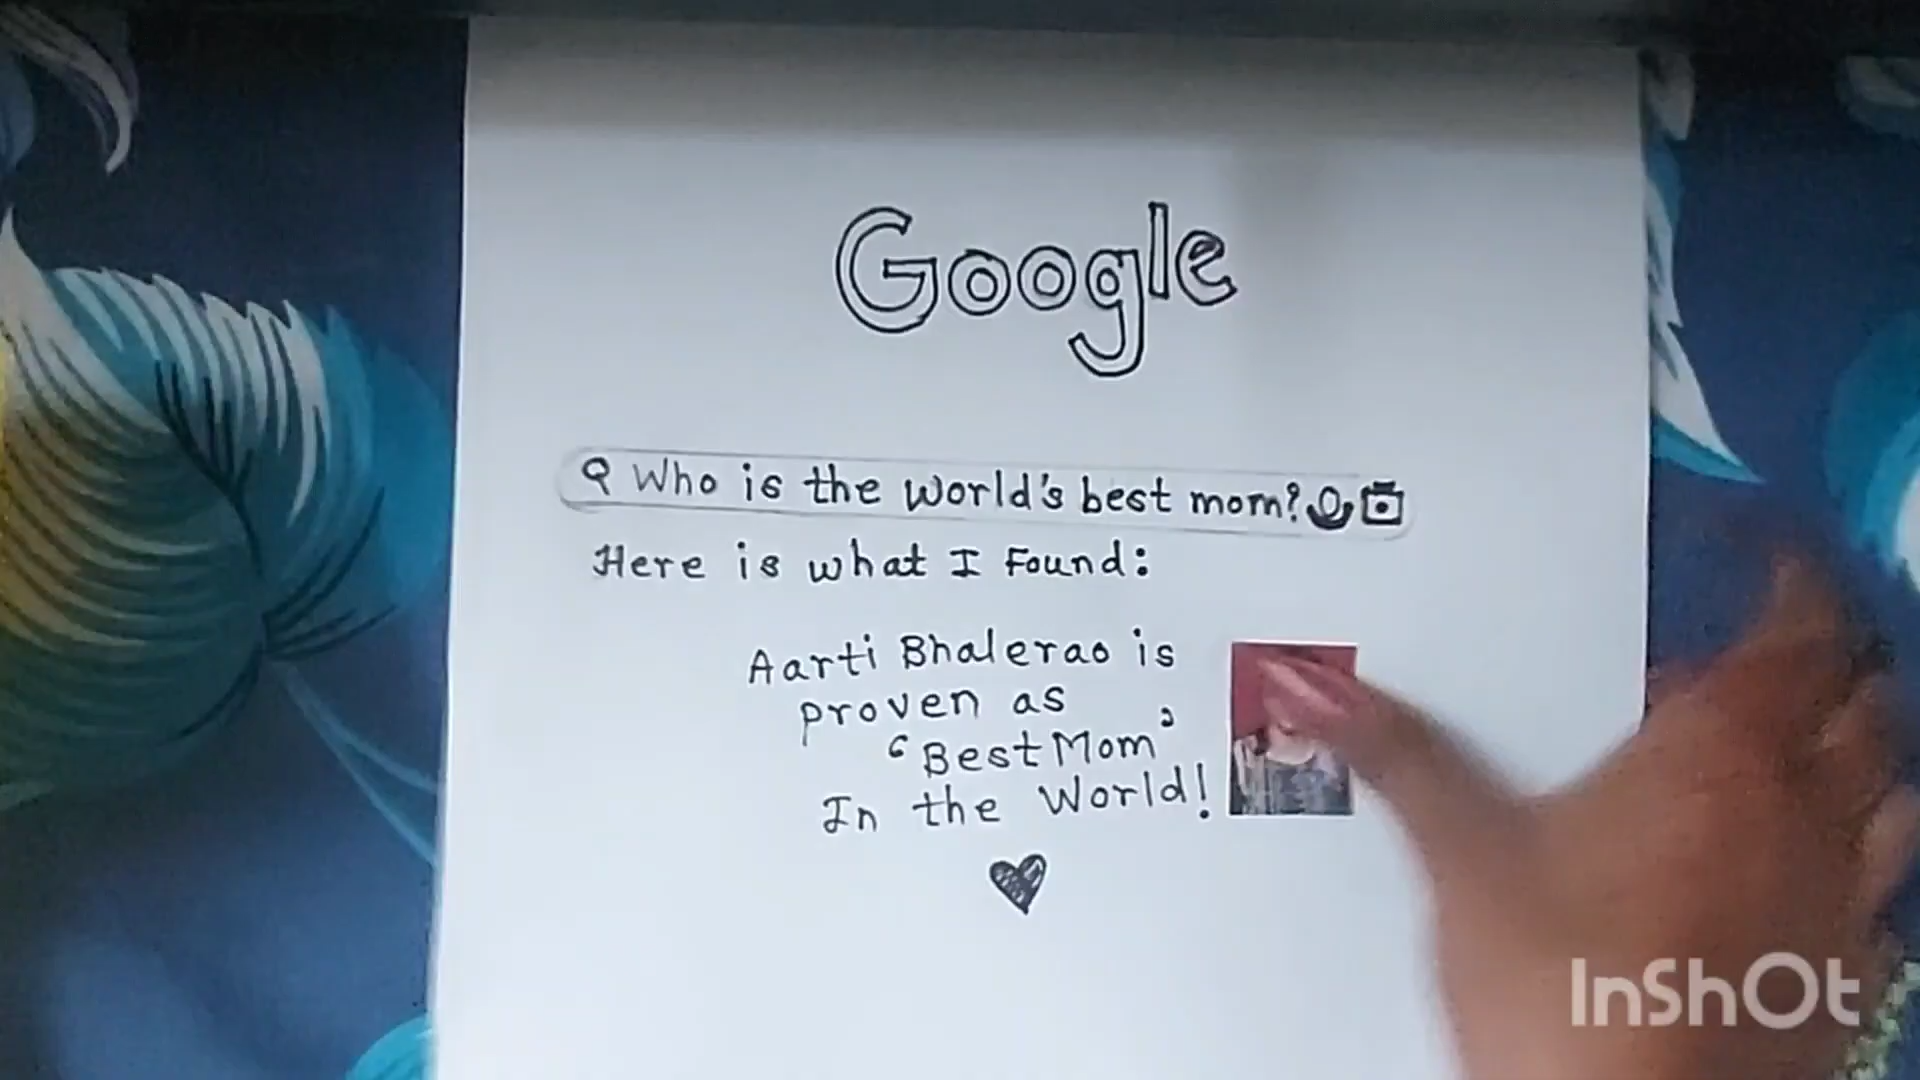 Google
Who is the world's best mom?
Here is what I Found:
Aarti Bhalerao is
proven as
‘Best Mom’
In the World!
InShOt